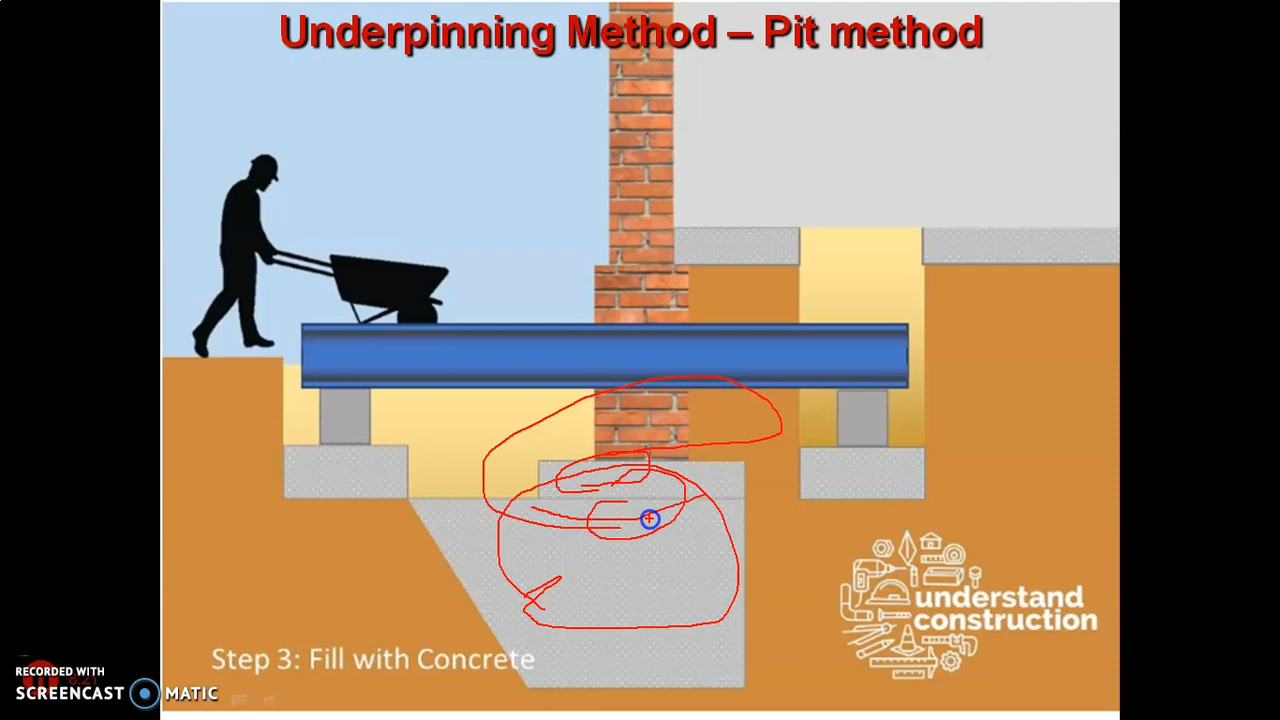 Underpinning Method – Pit method
understand
construction
Step 3: Fill with Concrete
RECORDED WITH
SCREENCAST MATIC